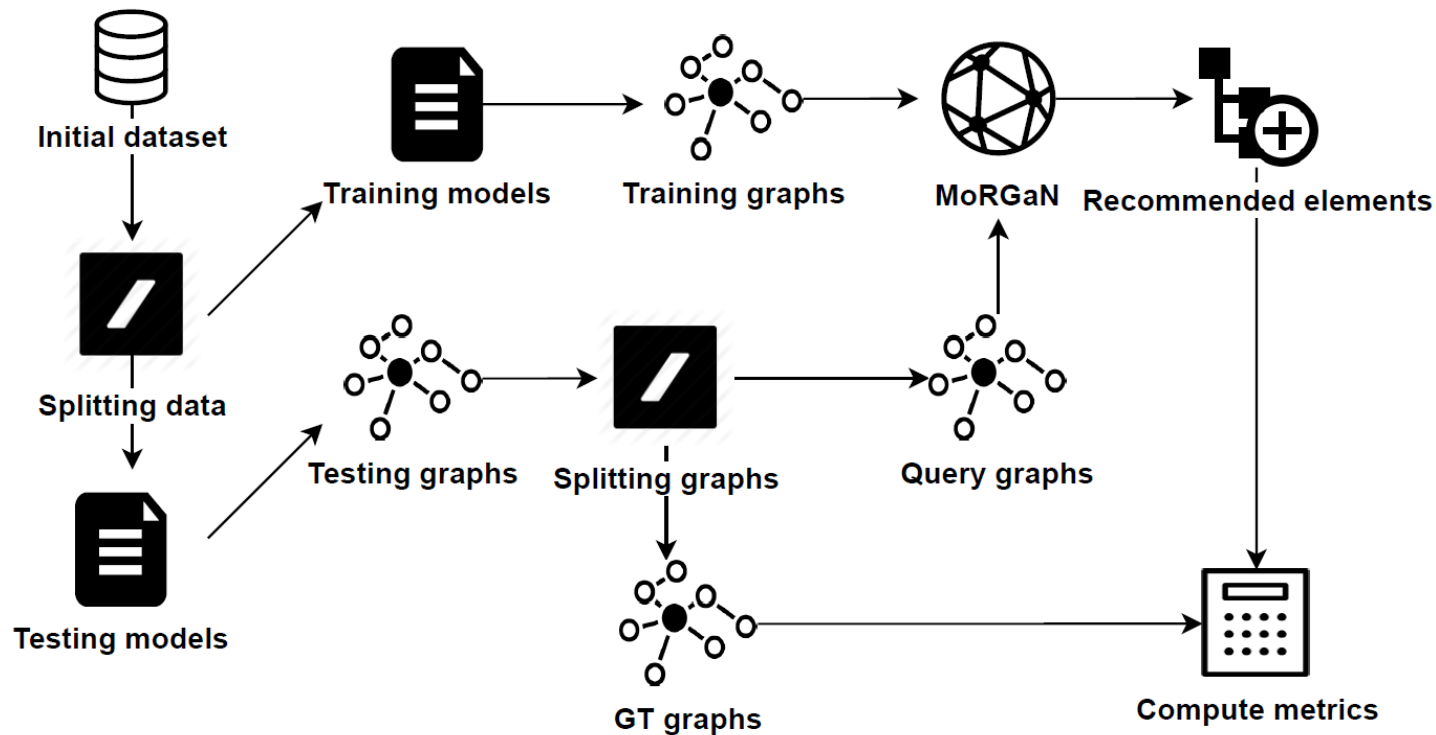 Initial dataset
Training models
Training graphs
MoRGaN
Recommended elements
Splitting data
Testing graphs
Splitting graphs
Query graphs
Testing models
GT graphs
Compute metrics